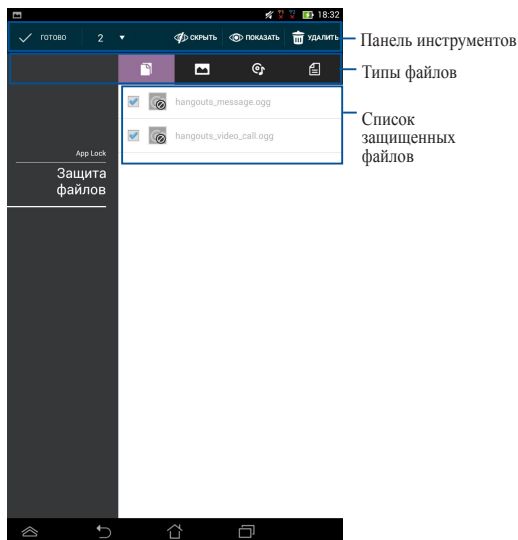 18:32
ГОТОВО 2 СКРЫТЬ ПОКАЗАТЬ УДАЛИТЬ
Панель инструментов
Типы файлов
hangouts_message.ogg
hangouts_video_call.ogg
Список
защищенных
файлов
App Lock
Защита
файлов